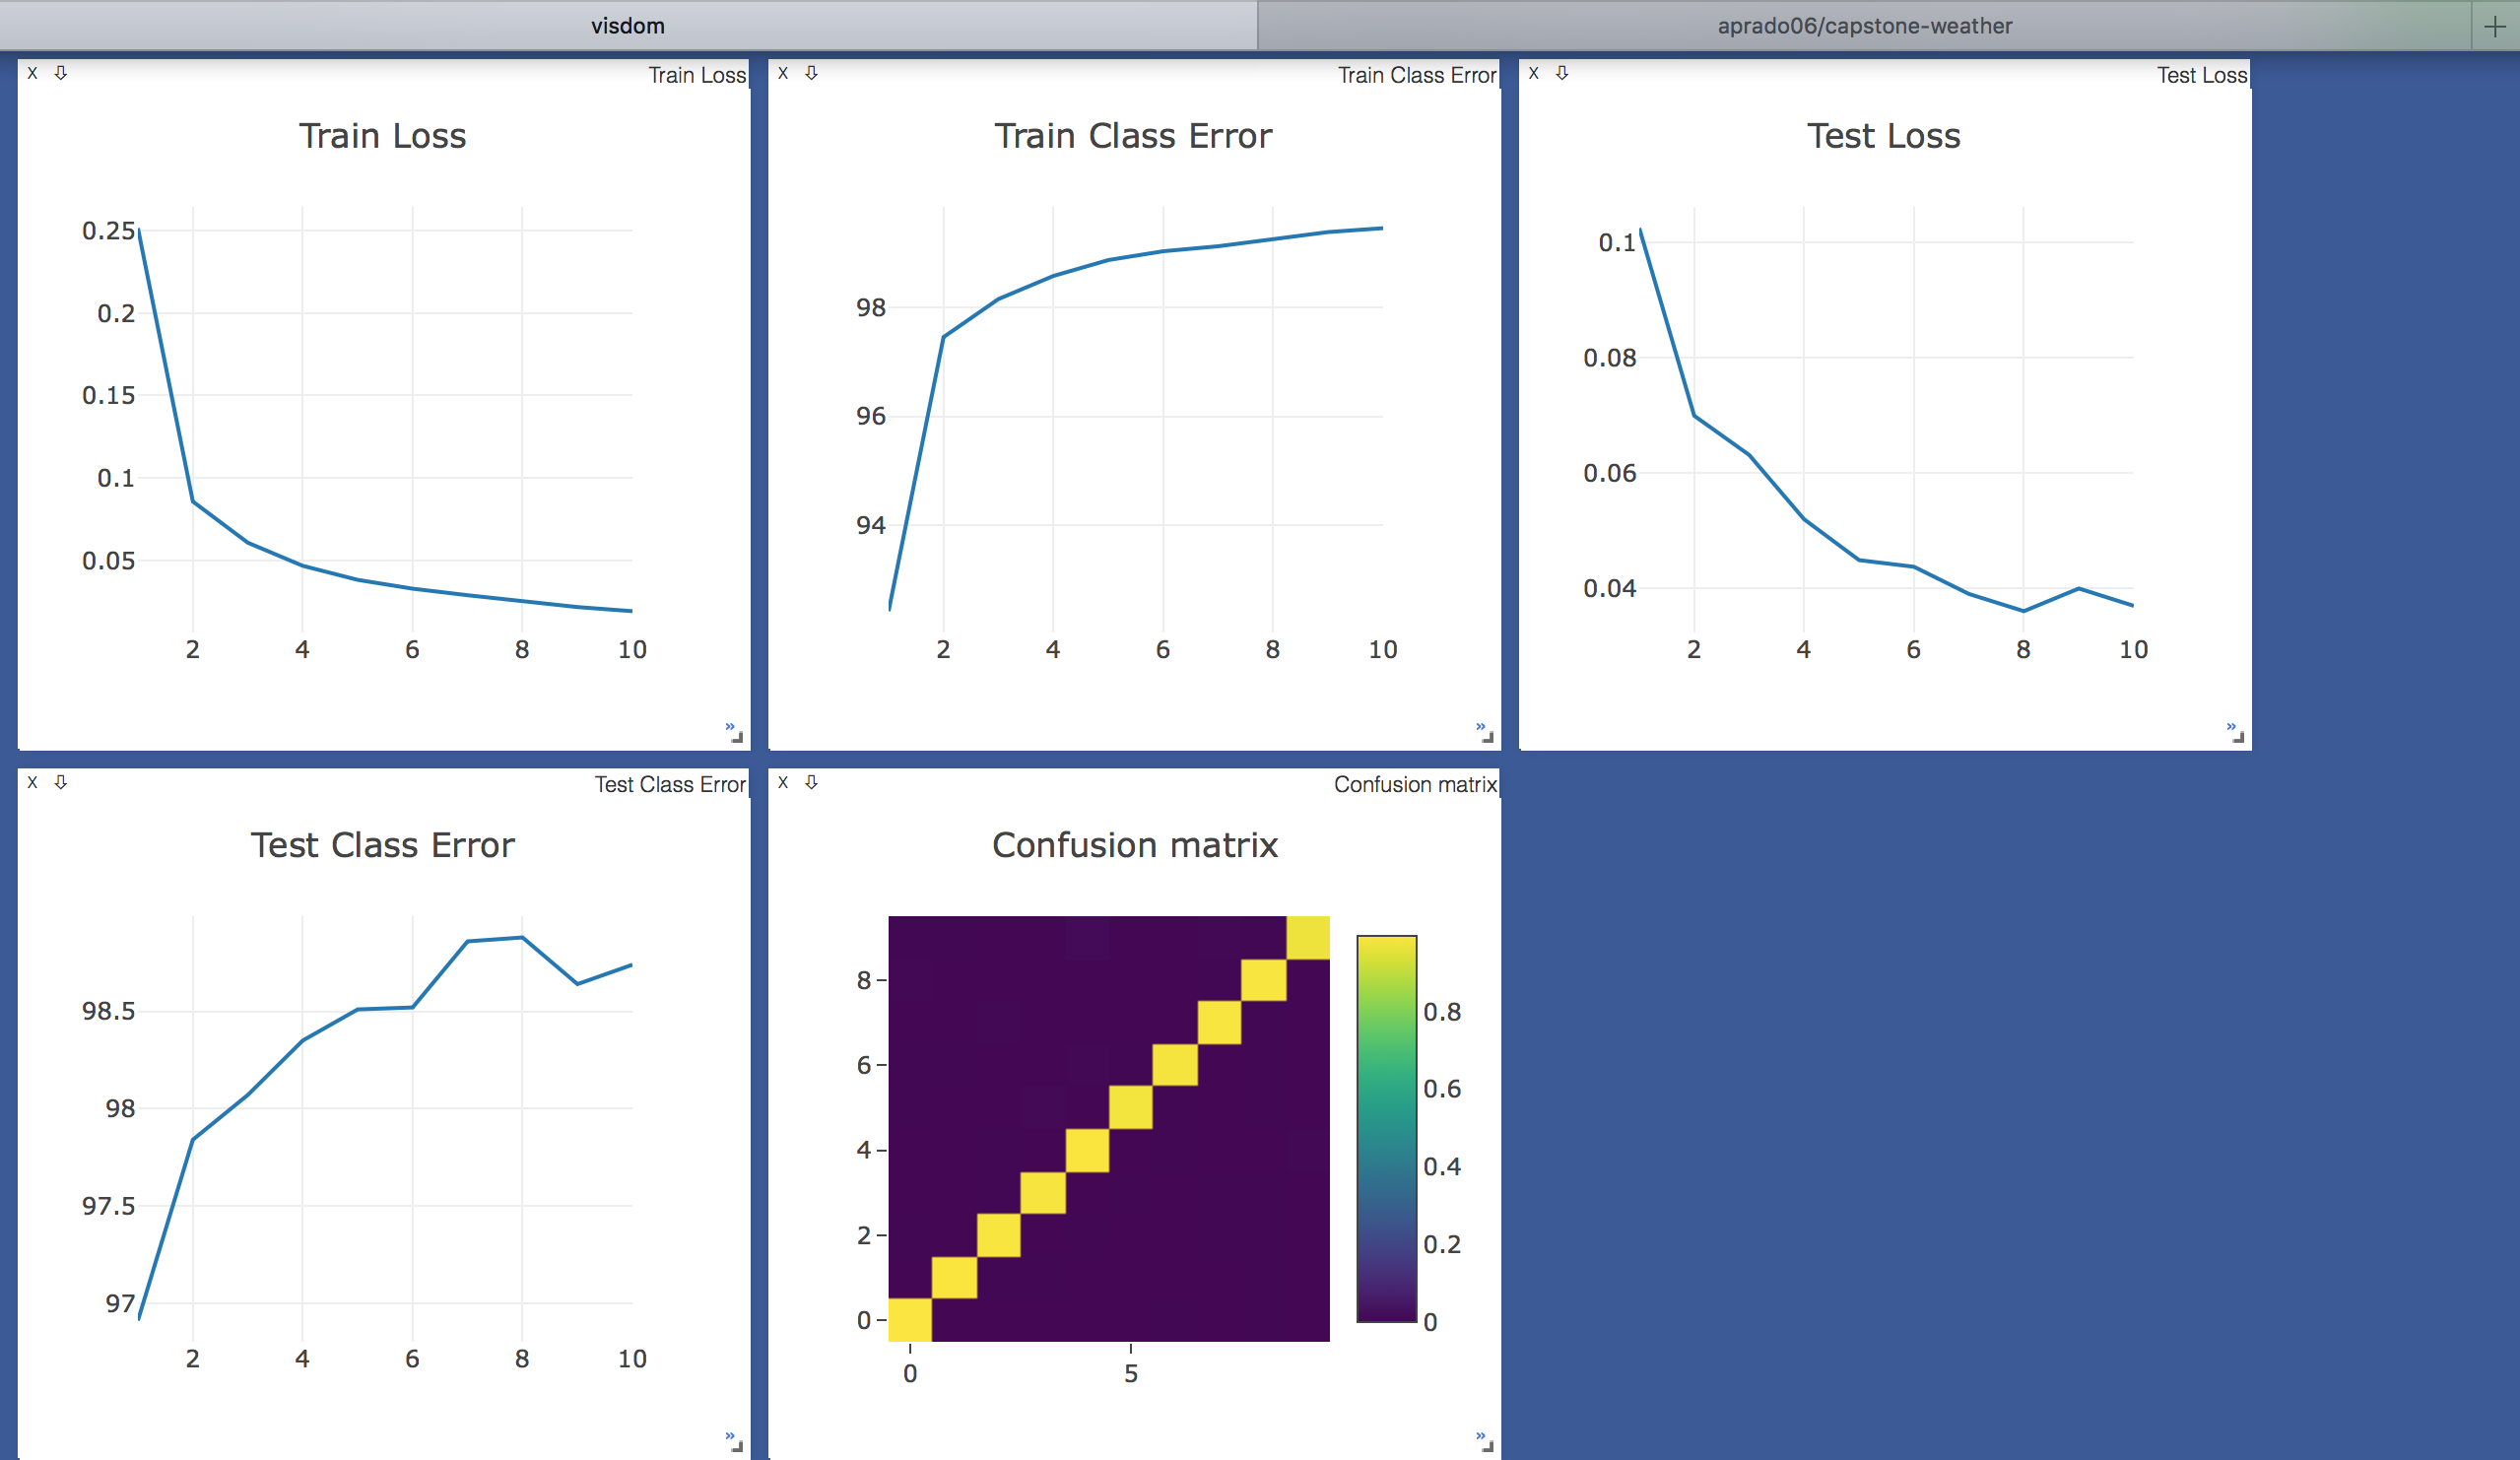 visdom
aprado06/capstone-weather
+
X ⇩ Train Loss
Train Loss
0.25
0.2
0.15
0.1
0.05
2 4 6 8 10
»
X ⇩ Train Class Error
Train Class Error
98
96
94
2 4 6 8 10
»
X ⇩ Test Loss
Test Loss
0.1
0.08
0.06
0.04
2 4 6 8 10
»
X ⇩ Test Class Error
Test Class Error
98.5
98
97.5
97
2 4 6 8 10
»
X ⇩ Confusion matrix
Confusion matrix
8
6
4
2
0
0 5
0.8
0.6
0.4
0.2
0
»